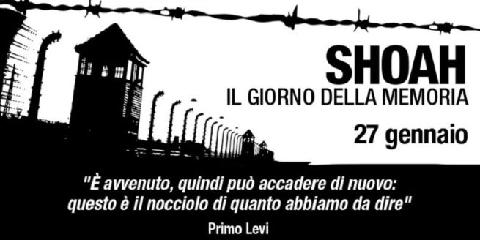 SHOAH
IL GIORNO DELLA MEMORIA
27 gennaio
"È avvenuto, quindi può accadere di nuovo:
questo è il nocciolo di quanto abbiamo da dire"
Primo Levi